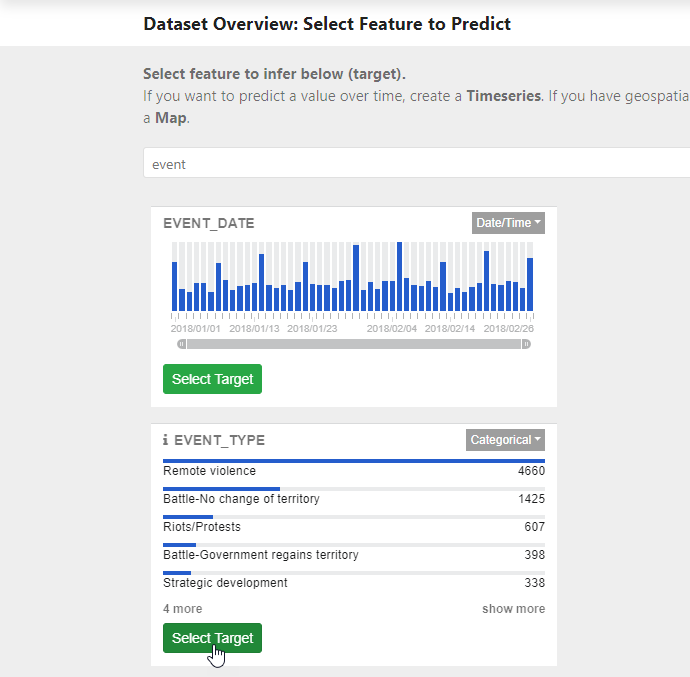 Dataset Overview: Select Feature to Predict
Select feature to infer below (target).
If you want to predict a value over time, create a Timeseries. If you have geospatia
a Map.
event
EVENT_DATE
Date/Time
2018/01/01 2018/01/13 2018/01/23 2018/02/04 2018/02/14 2018/02/26
Select Target
i EVENT_TYPE
Categorical
Remote violence 4660
Battle-No change of territory 1425
Riots/Protests 607
Battle-Government regains territory 398
Strategic development 338
4 more show more
Select Target